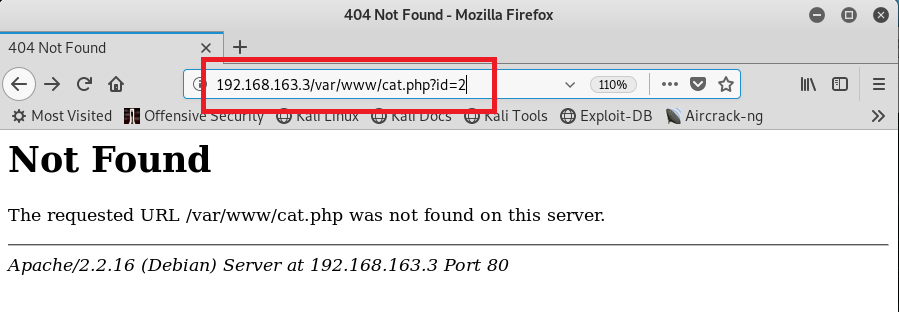 404 Not Found - Mozilla Firefox
404 Not Found
192.168.163.3/var/www/cat.php?id=2 110%
Most Visited Offensive Security Kali Linux Kali Docs Kali Tools Exploit-DB Aircrack-ng
Not Found
The requested URL /var/www/cat.php was not found on this server.
Apache/2.2.16 (Debian) Server at 192.168.163.3 Port 80